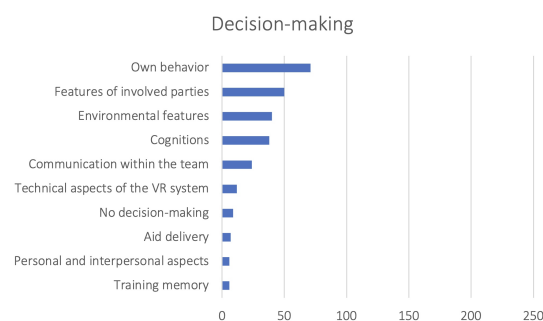 Decision-making
Own behavior
Features of involved parties
Environmental features
Cognitions
Communication within the team
Technical aspects of the VR system
No decision-making
Aid delivery
Personal and interpersonal aspects
Training memory
0 50 100 150 200 250